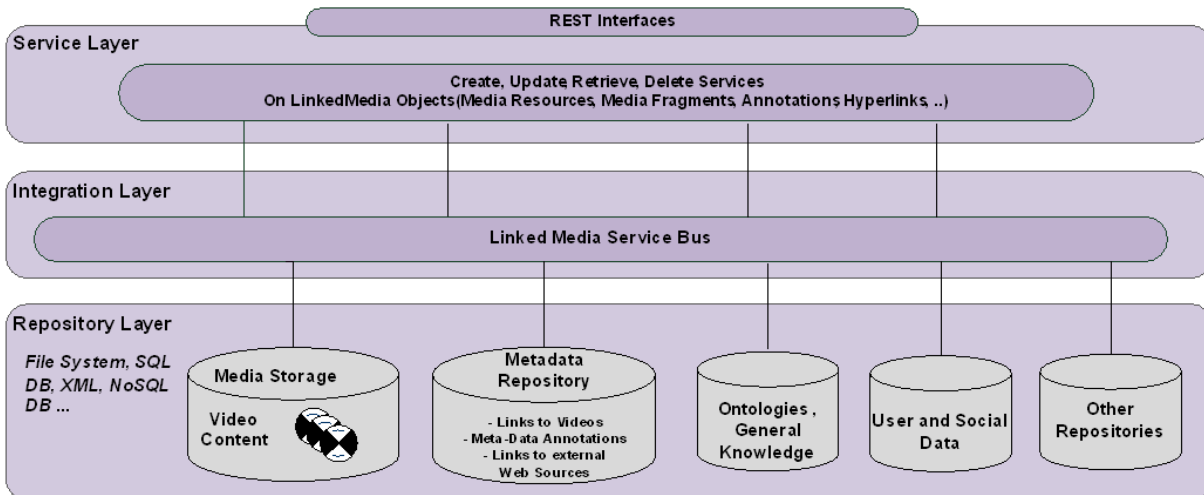 REST Interfaces
Service Layer
Create, Update, Retrieve, Delete Services
On LinkedMedia Objects(Media Resources, Media Fragments, Annotations, Hyperlinks, ..)
Integration Layer
Linked Media Service Bus
Repository Layer
File System, SQL
DB, XML, NoSQL
DB ...
Media Storage
Video
Content
Metadata
Repository
- Links to Videos
- Meta-Data Annotations
- Links to external
Web Sources
Ontologies ,
General
Knowledge
User and Social
Data
Other
Repositories